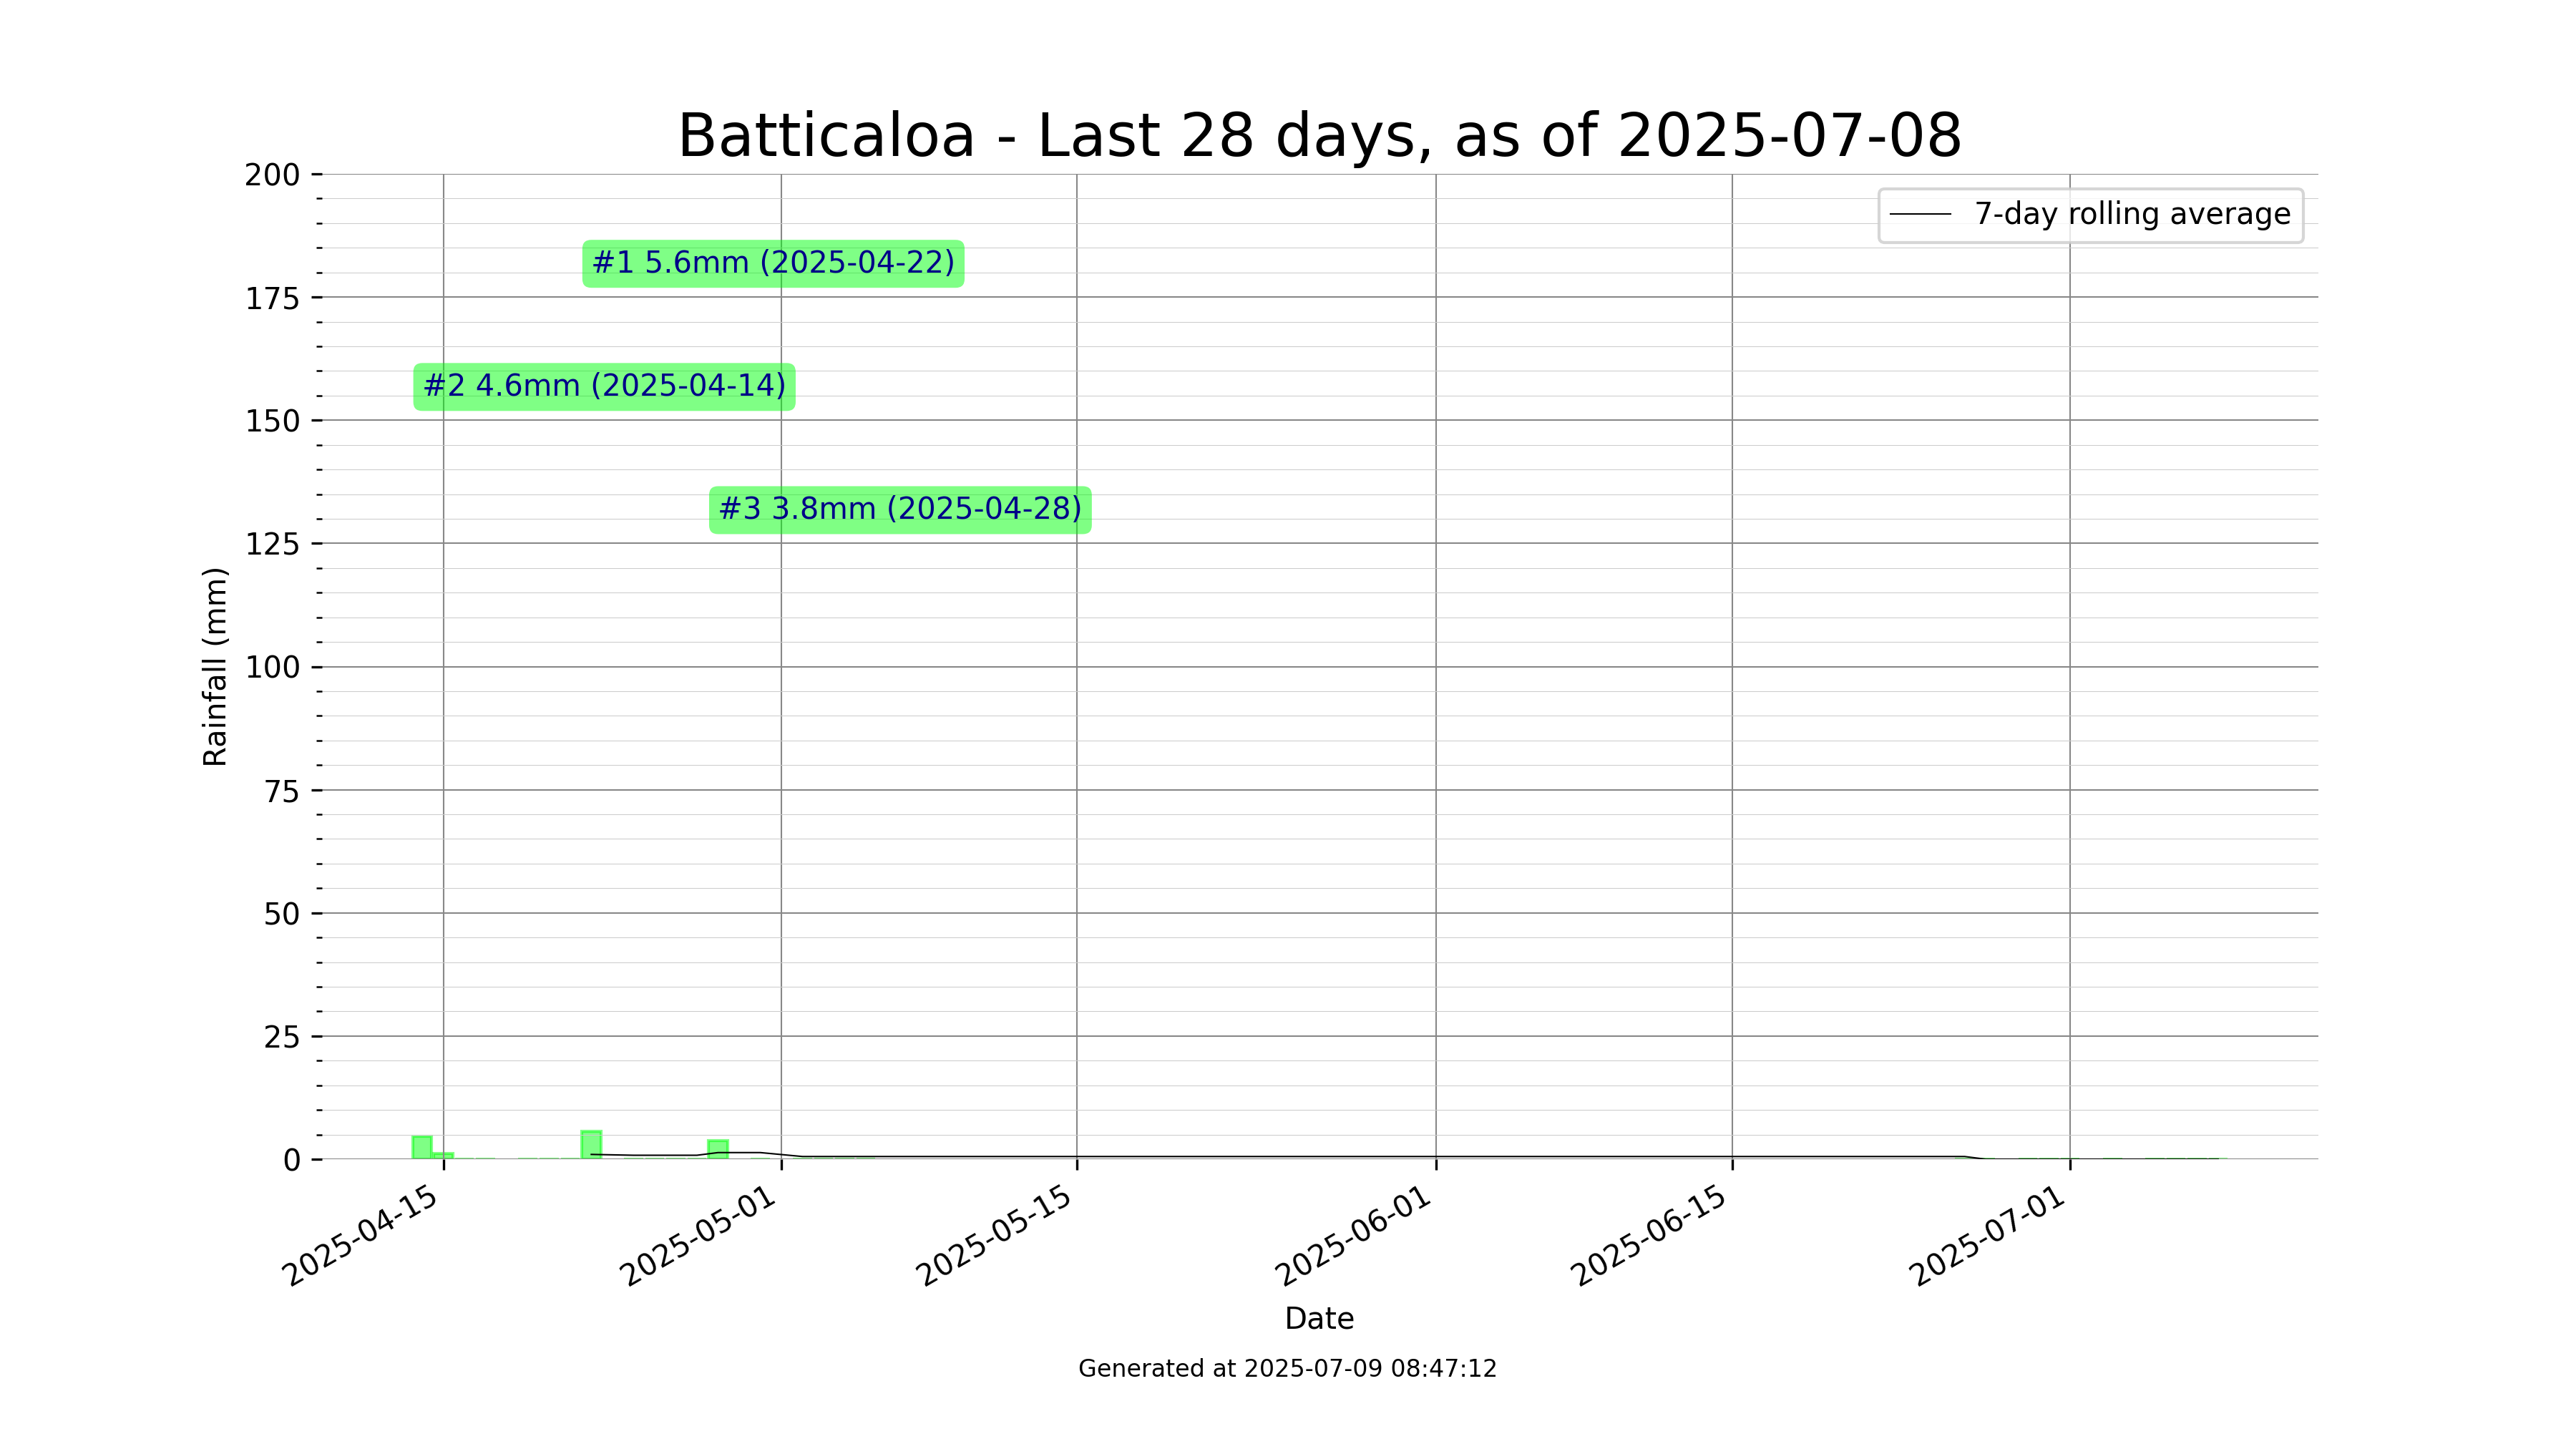 Batticaloa - Last 28 days, as of 2025-07-08
7-day rolling average
#1 5.6mm (2025-04-22)
#2 4.6mm (2025-04-14)
#3 3.8mm (2025-04-28)
Rainfall (mm)
200
175
150
125
100
75
50
25
0
2025-04-15
2025-05-01
2025-05-15
2025-06-01
2025-06-15
2025-07-01
Date
Generated at 2025-07-09 08:47:12